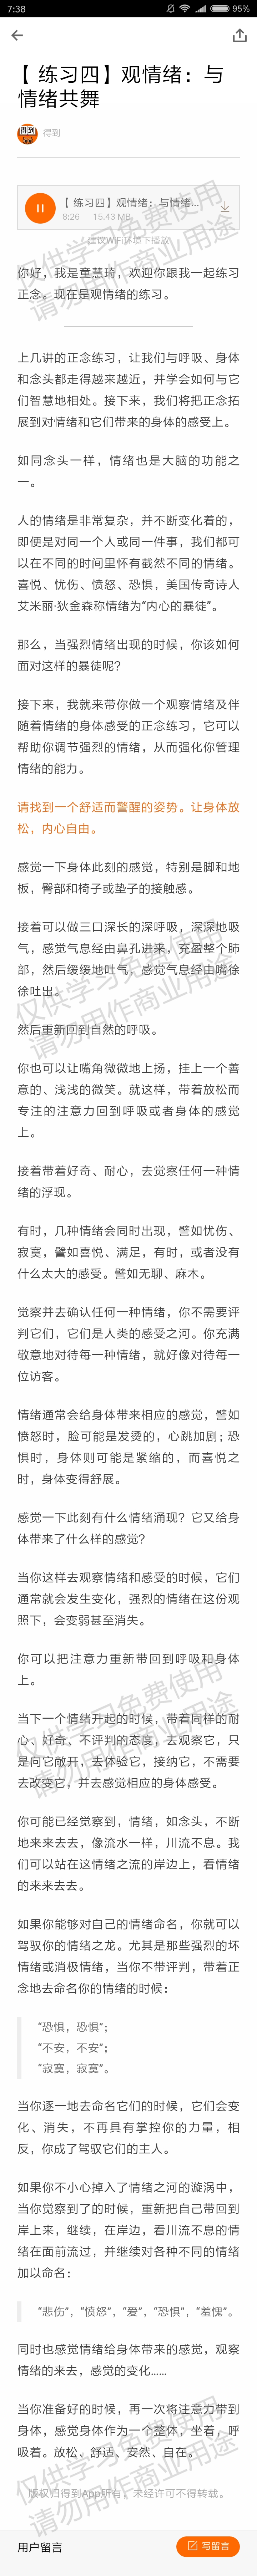 7:38
95%
【 练习四】观情绪：与
情绪共舞
得到
得到
【 练习四】观情绪：与情绪...
8:26
15.43 MB
建议WiFi环境下播放
仅供学习免费使用
请勿用作商业用途
你好，我是童慧琦，欢迎你跟我一起练习
正念。现在是观情绪的练习。
上几讲的正念练习，让我们与呼吸、身体
和念头都走得越来越近，并学会如何与它
们智慧地相处。接下来，我们将把正念拓
展到对情绪和它们带来的身体的感受上。
如同念头一样，情绪也是大脑的功能之
一。
人的情绪是非常复杂，并不断变化着的，
即便是对同一个人或同一件事，我们都可
以在不同的时间里怀有截然不同的情绪。
喜悦、忧伤、愤怒、恐惧，美国传奇诗人
艾米丽·狄金森称情绪为“内心的暴徒”。
那么，当强烈情绪出现的时候，你该如何
面对这样的暴徒呢?
接下来，我就来带你做一个观察情绪及伴
随着情绪的身体感受的正念练习，它可以
帮助你调节强烈的情绪，从而强化你管理
情绪的能力。
请找到一个舒适而警醒的姿势。让身体放
松，内心自由。
感觉一下身体此刻的感觉，特别是脚和地
板，臀部和椅子或垫子的接触感。
接着可以做三口深长的深呼吸，深深地吸
气，感觉气息经由鼻孔进来，充盈整个肺
部，然后缓缓地吐气，感觉气息经由嘴徐
徐吐出。
仅供学习免费使用
请勿用作商业用途
然后重新回到自然的呼吸。
你也可以让嘴角微微地上扬，挂上一个善
意的、浅浅的微笑。就这样，带着放松而
专注的注意力回到呼吸或者身体的感觉
上。
接着带着好奇、耐心，去觉察任何一种情
绪的浮现。
有时，几种情绪会同时出现，譬如忧伤、
寂寞，譬如喜悦、满足，有时，或者没有
什么太大的感受。譬如无聊、麻木。
觉察并去确认任何一种情绪，你不需要评
判它们，它们是人类的感受之河。你充满
敬意地对待每一种情绪，就好像对待每一
位访客。
情绪通常会给身体带来相应的感觉，譬如
愤怒时，脸可能是发烫的，心跳加剧；恐
惧时，身体则可能是紧缩的，而喜悦之
时，身体变得舒展。
感觉一下此刻有什么情绪涌现？它又给身
体带来了什么样的感觉?
当你这样去观察情绪和感受的时候，它们
通常就会发生变化，强烈的情绪在这份观
照下，会变弱甚至消失。
你可以把注意力重新带回到呼吸和身体
上。
仅供学习免费使用
请勿用作商业用途
当下一个情绪升起的时候，带着同样的耐
心、好奇、不评判的态度，去观察它，只
是向它敞开，去体验它，接纳它，不需要
去改变它，并去感觉相应的身体感受。
你可能已经觉察到，情绪，如念头，不断
地来来去去，像流水一样，川流不息。我
们可以站在这情绪之流的岸边上，看情绪
的来来去去。
如果你能够对自己的情绪命名，你就可以
驾驭你的情绪之龙。尤其是那些强烈的坏
情绪或消极情绪，当你不带评判，带着正
念地去命名你的情绪的时候：
“恐惧，恐惧”；
“不安，不安”；
“寂寞，寂寞”。
当你逐一地去命名它们的时候，它们会变
化、消失，不再具有掌控你的力量，相
反，你成了驾驭它们的主人。
如果你不小心掉入了情绪之河的漩涡中，
当你觉察到了的时候，重新把自己带回到
岸上来，继续，在岸边，看川流不息的情
绪在面前流过，并继续对各种不同的情绪
加以命名：
“悲伤”，“愤怒”，“爱”，“恐惧”，“羞愧”。
同时也感觉情绪给身体带来的感觉，观察
情绪的来去，感觉的变化......
当你准备好的时候，再一次将注意力带到
身体，感觉身体作为一个整体，坐着，呼
吸着。放松、舒适、安然、自在。
仅供学习免费使用
请勿用作商业用途
版权归得到App所有，未经许可不得转载。
用户留言
写留言